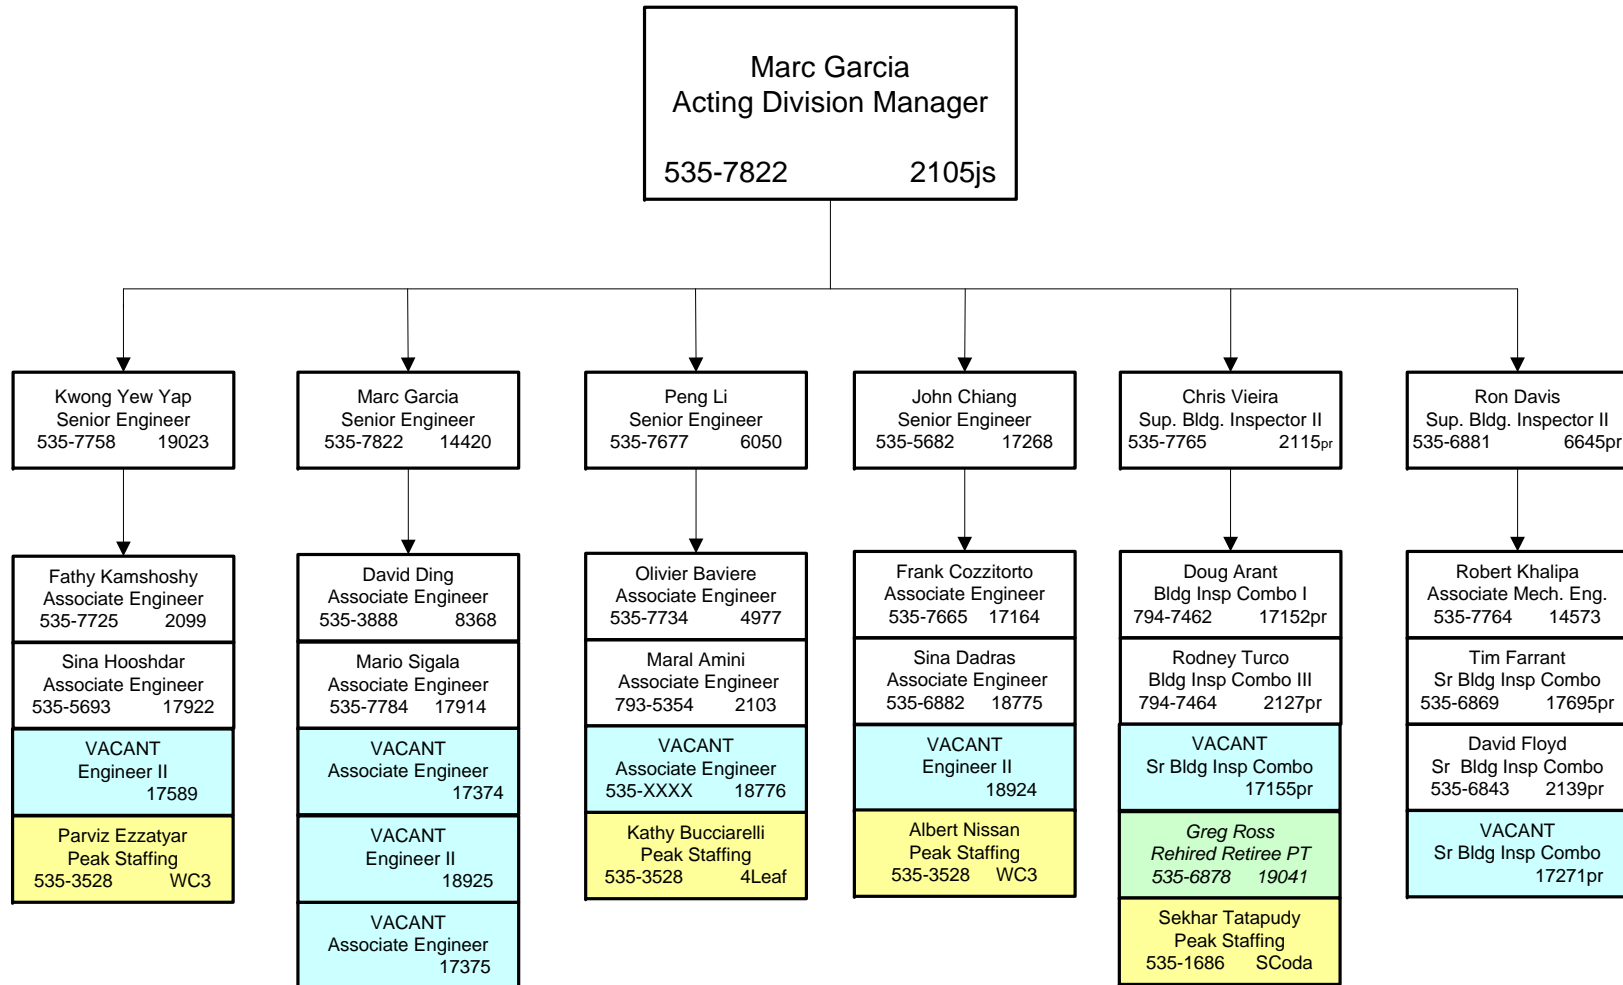 Marc Garcia
Acting Division Manager
535-7822 2105js
Kwong Yew Yap
Senior Engineer
535-7758 19023
Marc Garcia
Senior Engineer
535-7822 14420
Peng Li
Senior Engineer
535-7677 6050
John Chiang
Senior Engineer
535-5682 17268
Chris Vieira
Sup. Bldg. Inspector II
535-7765 2115pr
Ron Davis
Sup. Bldg. Inspector II
535-6881 6645pr
Fathy Kamshoshy
Associate Engineer
535-7725 2099
Sina Hooshdar
Associate Engineer
535-5693 17922
VACANT
Engineer II
17589
Parviz Ezzatyar
Peak Staffing
535-3528 WC3
David Ding
Associate Engineer
535-3888 8368
Mario Sigala
Associate Engineer
535-7784 17914
VACANT
Associate Engineer
17374
VACANT
Engineer II
18925
VACANT
Associate Engineer
17375
Olivier Baviere
Associate Engineer
535-7734 4977
Maral Amini
Associate Engineer
793-5354 2103
VACANT
Associate Engineer
535-XXXX 18776
Kathy Bucciarelli
Peak Staffing
535-3528 4Leaf
Frank Cozzitorto
Associate Engineer
535-7665 17164
Sina Dadras
Associate Engineer
535-6882 18775
VACANT
Engineer II
18924
Albert Nissan
Peak Staffing
535-3528 WC3
Doug Arant
Bldg Insp Combo I
794-7462 17152pr
Rodney Turco
Bldg Insp Combo III
794-7464 2127pr
VACANT
Sr Bldg Insp Combo
17155pr
Greg Ross
Rehired Retiree PT
535-6878 19041
Sekhar Tatapudy
Peak Staffing
535-1686 SCoda
Robert Khalipa
Associate Mech. Eng.
535-7764 14573
Tim Farrant
Sr Bldg Insp Combo
535-6869 17695pr
David Floyd
Sr Bldg Insp Combo
535-6843 2139pr
VACANT
Sr Bldg Insp Combo
17271pr